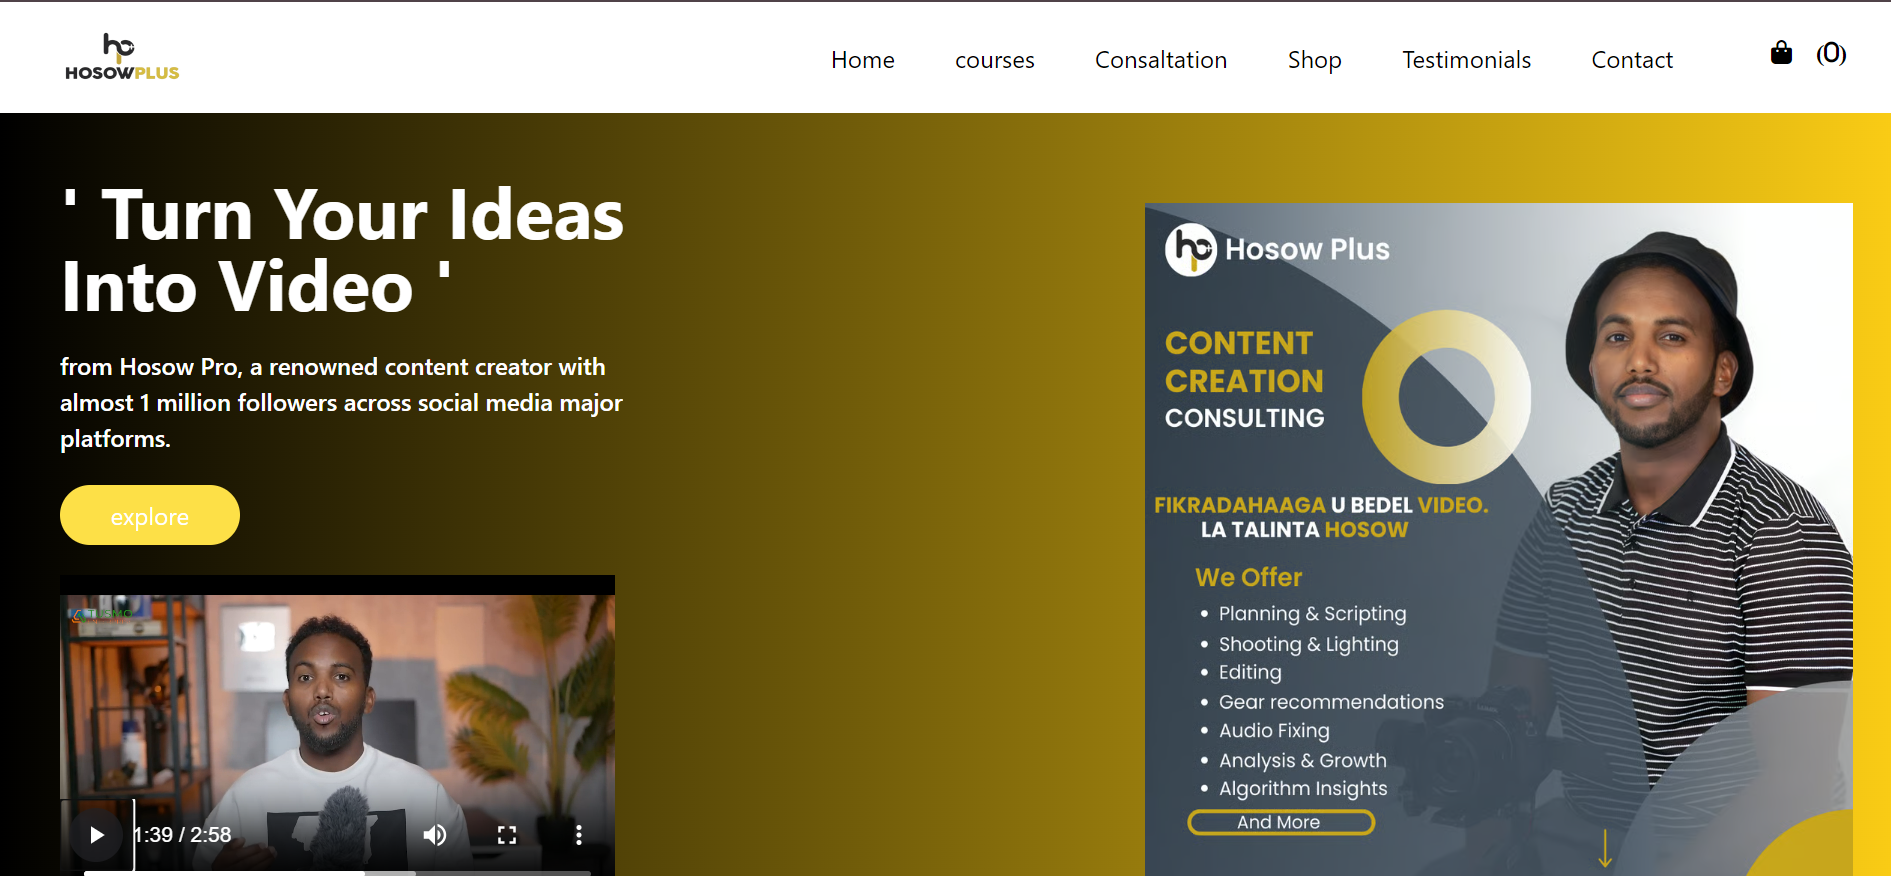 hp
HOSOWPLUS
Home courses Consaltation Shop Testimonials Contact (0)
' Turn Your Ideas
Into Video '
from Hosow Pro, a renowned content creator with
almost 1 million followers across social media major
platforms.
explore
1:39 / 2:58
hp Hosow Plus
CONTENT
CREATION
CONSULTING
FIKRADAHAAGA U BEDEL VIDEO.
LA TALINTA HOSOW
We Offer
• Planning & Scripting
• Shooting & Lighting
• Editing
• Gear recommendations
• Audio Fixing
• Analysis & Growth
• Algorithm Insights
And More